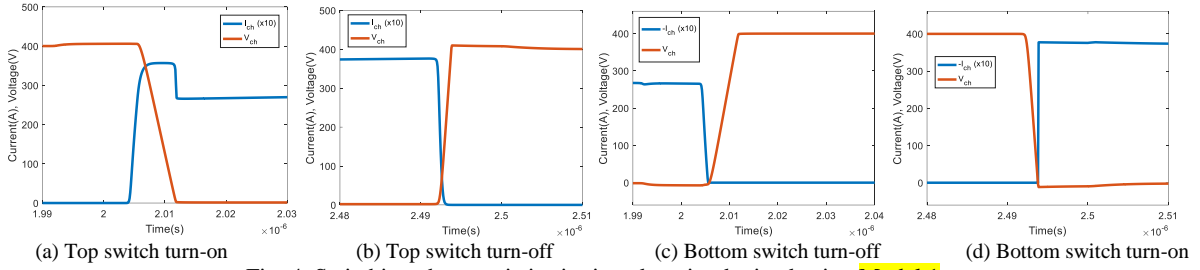 500
400
300
200
100
0
Current(A), Voltage(V)
I_ch (x10)
V_ch
1.99 2 2.01 2.02 2.03
Time(s) ×10⁻⁶
(a) Top switch turn-on
500
400
300
200
100
0
Current(A), Voltage(V)
I_ch (x10)
V_ch
2.48 2.49 2.5 2.51
Time(s) ×10⁻⁶
(b) Top switch turn-off
400
300
200
100
0
Current(A), Voltage(V)
-I_ch (x10)
V_ch
1.99 2 2.01 2.02 2.03 2.04
Time(s) ×10⁻⁶
(c) Bottom switch turn-off
400
300
200
100
0
Current(A), Voltage(V)
-I_ch (x10)
V_ch
2.48 2.49 2.5 2.51
Time(s) ×10⁻⁶
(d) Bottom switch turn-on